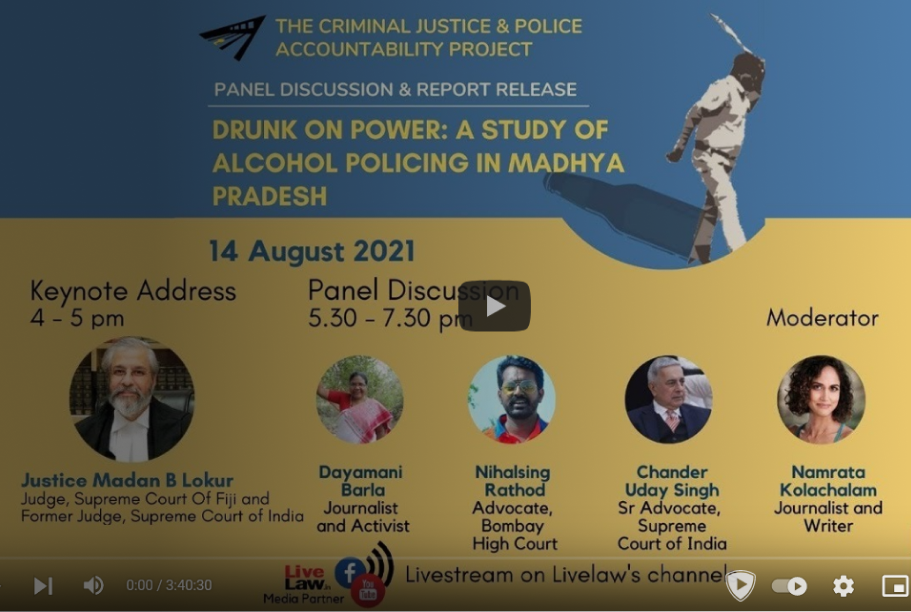 THE CRIMINAL JUSTICE & POLICE
ACCOUNTABILITY PROJECT
PANEL DISCUSSION & REPORT RELEASE
DRUNK ON POWER: A STUDY OF
ALCOHOL POLICING IN MADHYA
PRADESH
14 August 2021
Keynote Address
4 - 5 pm
Panel Discussion
5.30 - 7.30 pm
Moderator
Justice Madan B Lokur
Judge, Supreme Court Of Fiji and
Former Judge, Supreme Court of India
Dayamani
Barla
Journalist
and Activist
Nihalsing
Rathod
Advocate,
Bombay
High Court
Chander
Uday Singh
Sr Advocate,
Supreme
Court of India
Namrata
Kolachalam
Journalist and
Writer
Live
Law.in
Media Partner
f
You
Tube
Livestream on Livelaw's channel
0:00 / 3:40:30